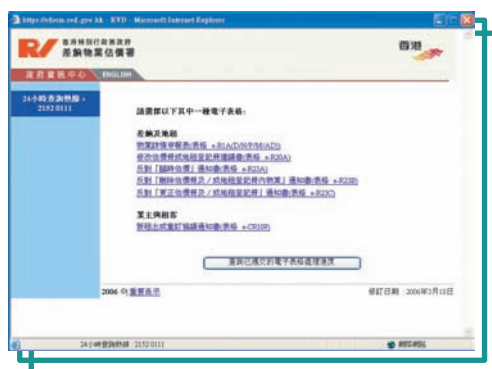 https://eform.rvd.gov.hk - RVD - Microsoft Internet Explorer
RV
香港特別行政區政府
差餉物業估價署
香港
政府資訊中心
ENGLISH
24小時查詢熱線：
2152 0111
請選擇以下其中一種電子表格:
差餉及地租
物業詳情申報表(表格 e-R1A(D/H/P/M/AD))
修改估價冊或地租登記冊建議書(表格 e-R20A)
反對「臨時估價」通知書(表格 e-R23A)
反對「刪除估價冊及／或地租登記冊內物業」通知書(表格 e-R23B)
反對「更正估價冊及／或地租登記冊」通知書(表格 e-R23C)
業主與租客
新租出或重訂協議通知書(表格 e-CR109)
查詢已遞交的電子表格處理進度
2006 © 重要告示
修訂日期 : 2006年3月15日
24小時查詢熱線：2152 0111
網際網路